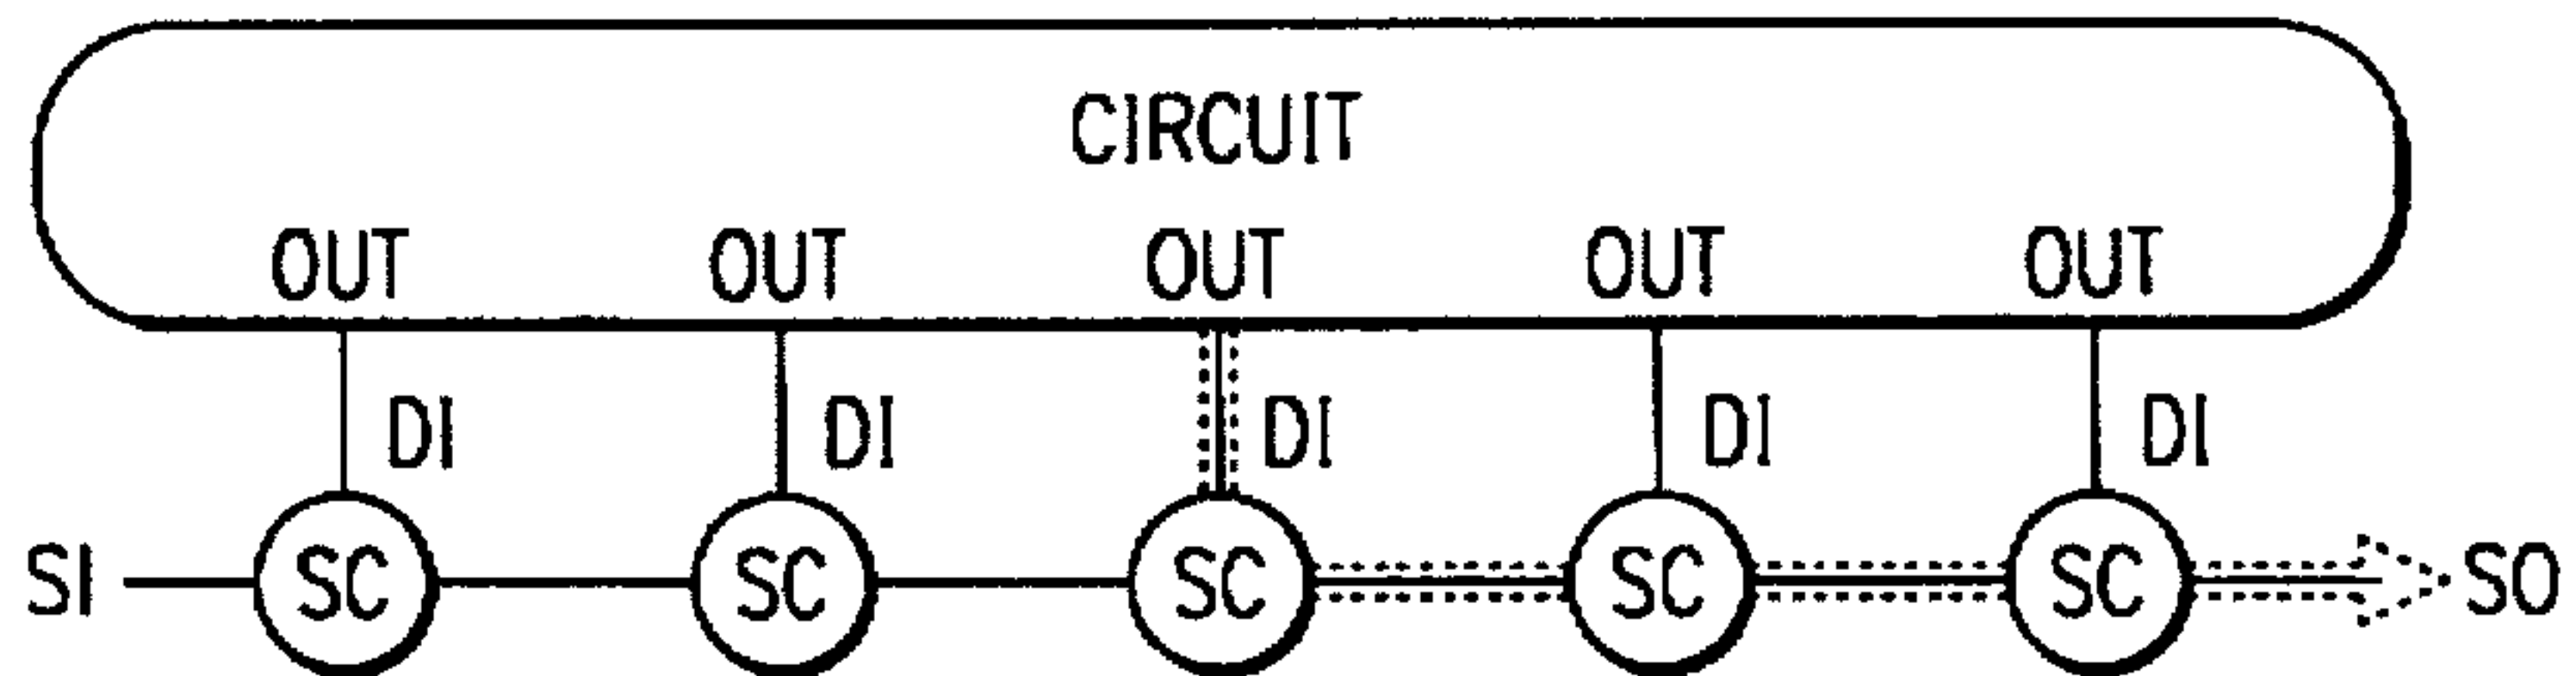 CIRCUIT
OUT OUT OUT OUT OUT
DI DI DI DI DI
SI SC SC SC SC SC SO